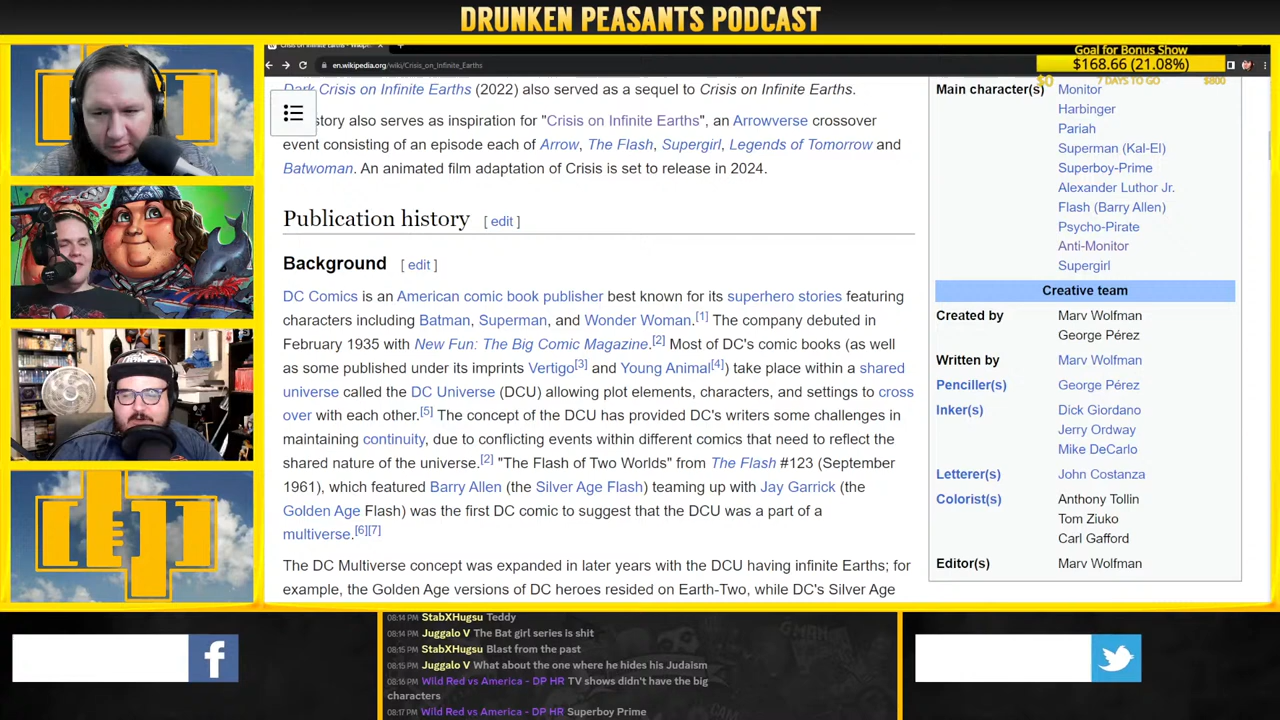 DRUNKEN PEASANTS PODCAST
Crisis on Infinite Earths - Wikipe
en.wikipedia.org/wiki/Crisis_on_Infinite_Earths
Goal for Bonus Show
$168.66 (21.08%)
$0 7 DAYS TO GO $800
Dark Crisis on Infinite Earths (2022) also served as a sequel to Crisis on Infinite Earths.
story also serves as inspiration for "Crisis on Infinite Earths", an Arrowverse crossover
event consisting of an episode each of Arrow, The Flash, Supergirl, Legends of Tomorrow and
Batwoman. An animated film adaptation of Crisis is set to release in 2024.
Publication history [ edit ]
Background [ edit ]
DC Comics is an American comic book publisher best known for its superhero stories featuring
characters including Batman, Superman, and Wonder Woman.[1] The company debuted in
February 1935 with New Fun: The Big Comic Magazine.[2] Most of DC's comic books (as well
as some published under its imprints Vertigo[3] and Young Animal[4]) take place within a shared
universe called the DC Universe (DCU) allowing plot elements, characters, and settings to cross
over with each other.[5] The concept of the DCU has provided DC's writers some challenges in
maintaining continuity, due to conflicting events within different comics that need to reflect the
shared nature of the universe.[2] "The Flash of Two Worlds" from The Flash #123 (September
1961), which featured Barry Allen (the Silver Age Flash) teaming up with Jay Garrick (the
Golden Age Flash) was the first DC comic to suggest that the DCU was a part of a
multiverse.[6][7]
The DC Multiverse concept was expanded in later years with the DCU having infinite Earths; for
example, the Golden Age versions of DC heroes resided on Earth-Two, while DC's Silver Age
Main character(s) Monitor
Harbinger
Pariah
Superman (Kal-El)
Superboy-Prime
Alexander Luthor Jr.
Flash (Barry Allen)
Psycho-Pirate
Anti-Monitor
Supergirl
Creative team
Created by Marv Wolfman
George Pérez
Written by Marv Wolfman
Penciller(s) George Pérez
Inker(s) Dick Giordano
Jerry Ordway
Mike DeCarlo
Letterer(s) John Costanza
Colorist(s) Anthony Tollin
Tom Ziuko
Carl Gafford
Editor(s) Marv Wolfman
08:14 PM StabXHugsu Teddy
08:14 PM Juggalo V The Bat girl series is shit
08:15 PM StabXHugsu Blast from the past
08:15 PM Juggalo V What about the one where he hides his Judaism
08:16 PM Wild Red vs America - DP HR TV shows didn't have the big
characters
08:17 PM Wild Red vs America - DP HR Superboy Prime